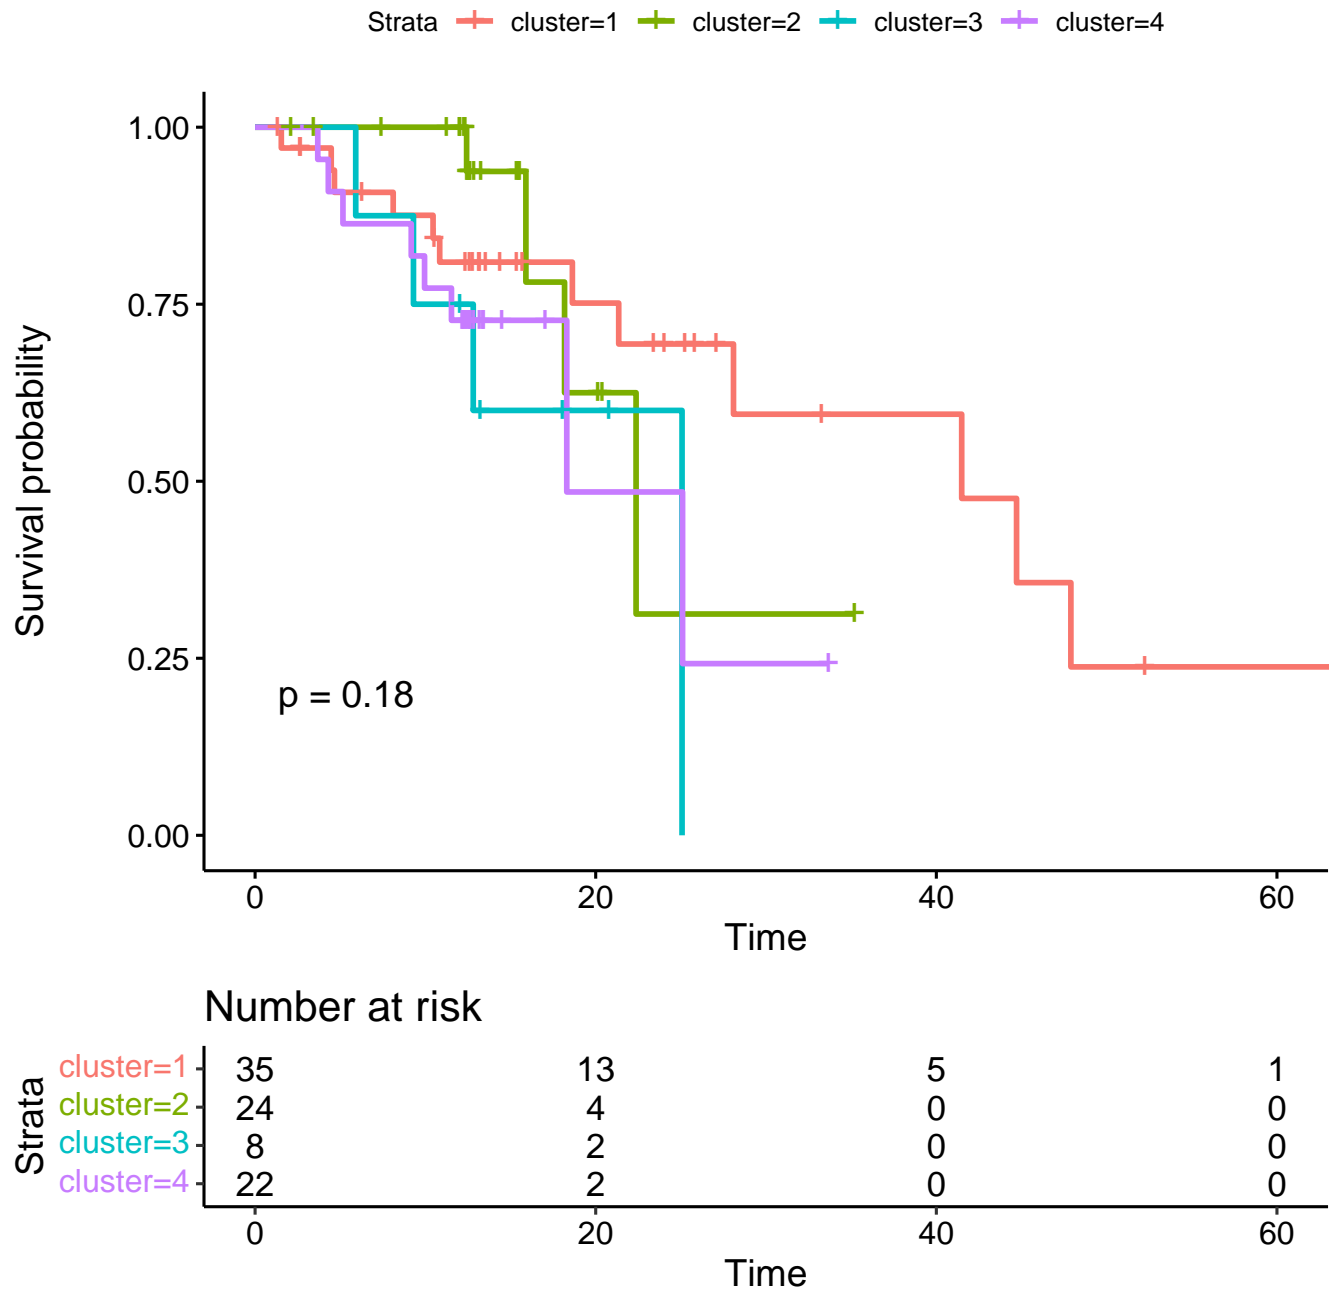 Strata cluster=1 cluster=2 cluster=3 cluster=4
Survival probability
1.00
0.75
0.50
0.25
0.00
p = 0.18
0 20 40 60
Time
Number at risk
Strata
cluster=1 35 13 5 1
cluster=2 24 4 0 0
cluster=3 8 2 0 0
cluster=4 22 2 0 0
0 20 40 60
Time